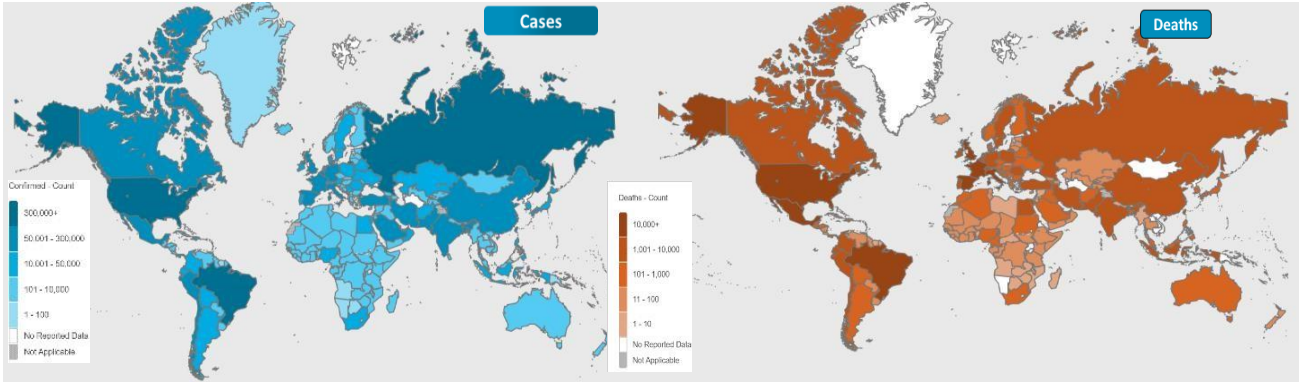 Cases
Deaths
Confirmed - Count
300,000+
50.001 - 300,000
10.001 - 50,000
101 - 10,000
1 - 100
No Reported Data
Not Applicable
Deaths - Count
10,000+
1.001 - 10,000
101 - 1,000
11 - 100
1 - 10
No Reported Data
Not Applicable